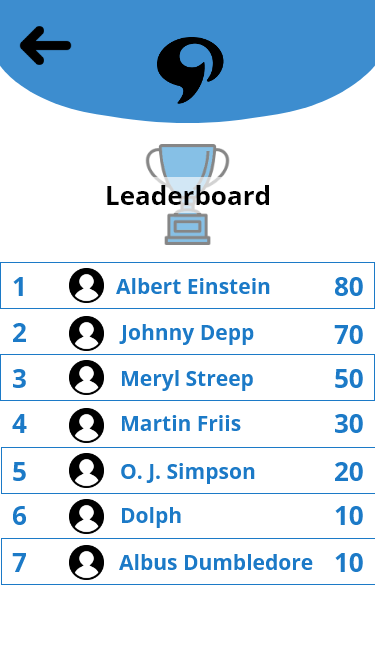 Leaderboard
1 Albert Einstein 80
2 Johnny Depp 70
3 Meryl Streep 50
4 Martin Friis 30
5 O. J. Simpson 20
6 Dolph 10
7 Albus Dumbledore 10